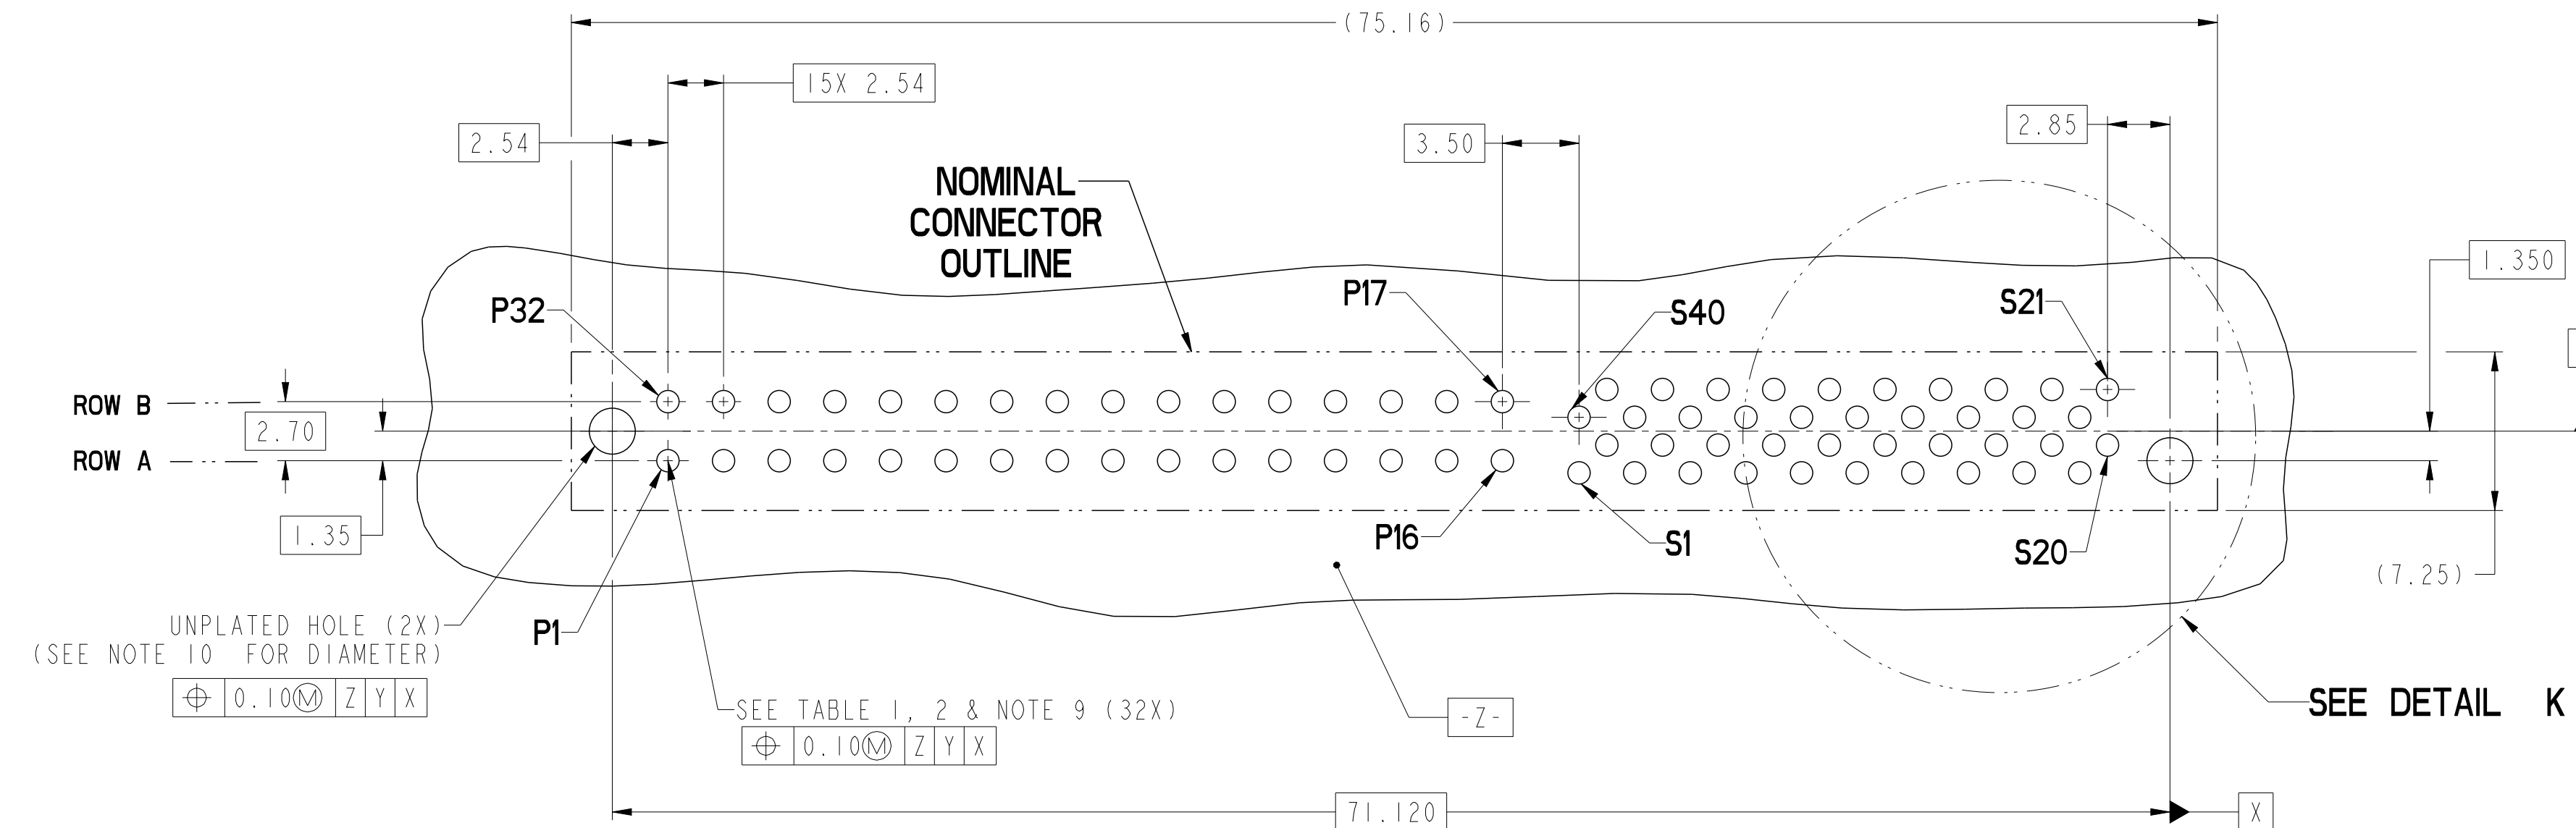 (75.16)
15X 2.54
2.54
3.50
2.85
NOMINAL
CONNECTOR
OUTLINE
1.350
P32
P17
S40
S21
ROW B
2.70
ROW A
1.35
P16
S1
S20
(7.25)
UNPLATED HOLE (2X)
(SEE NOTE 10 FOR DIAMETER)
⌖ 0.10Ⓜ Z Y X
P1
SEE TABLE 1, 2 & NOTE 9 (32X)
⌖ 0.10Ⓜ Z Y X
-Z-
SEE DETAIL K
71.120
X